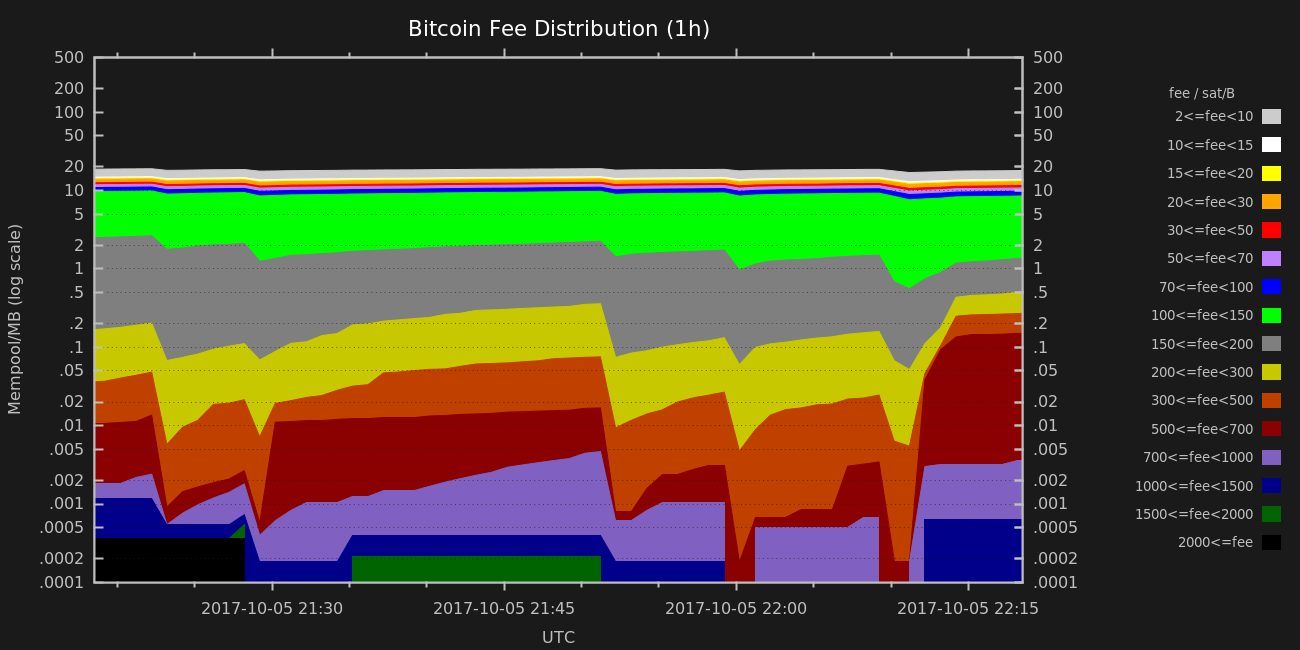 Bitcoin Fee Distribution (1h)
Mempool/MB (log scale)
500
200
100
50
20
10
5
2
1
.5
.2
.1
.05
.02
.01
.005
.002
.001
.0005
.0002
.0001
500
200
100
50
20
10
5
2
1
.5
.2
.1
.05
.02
.01
.005
.002
.001
.0005
.0002
.0001
2017-10-05 21:30 2017-10-05 21:45 2017-10-05 22:00 2017-10-05 22:15
UTC
fee / sat/B
2<=fee<10
10<=fee<15
15<=fee<20
20<=fee<30
30<=fee<50
50<=fee<70
70<=fee<100
100<=fee<150
150<=fee<200
200<=fee<300
300<=fee<500
500<=fee<700
700<=fee<1000
1000<=fee<1500
1500<=fee<2000
2000<=fee